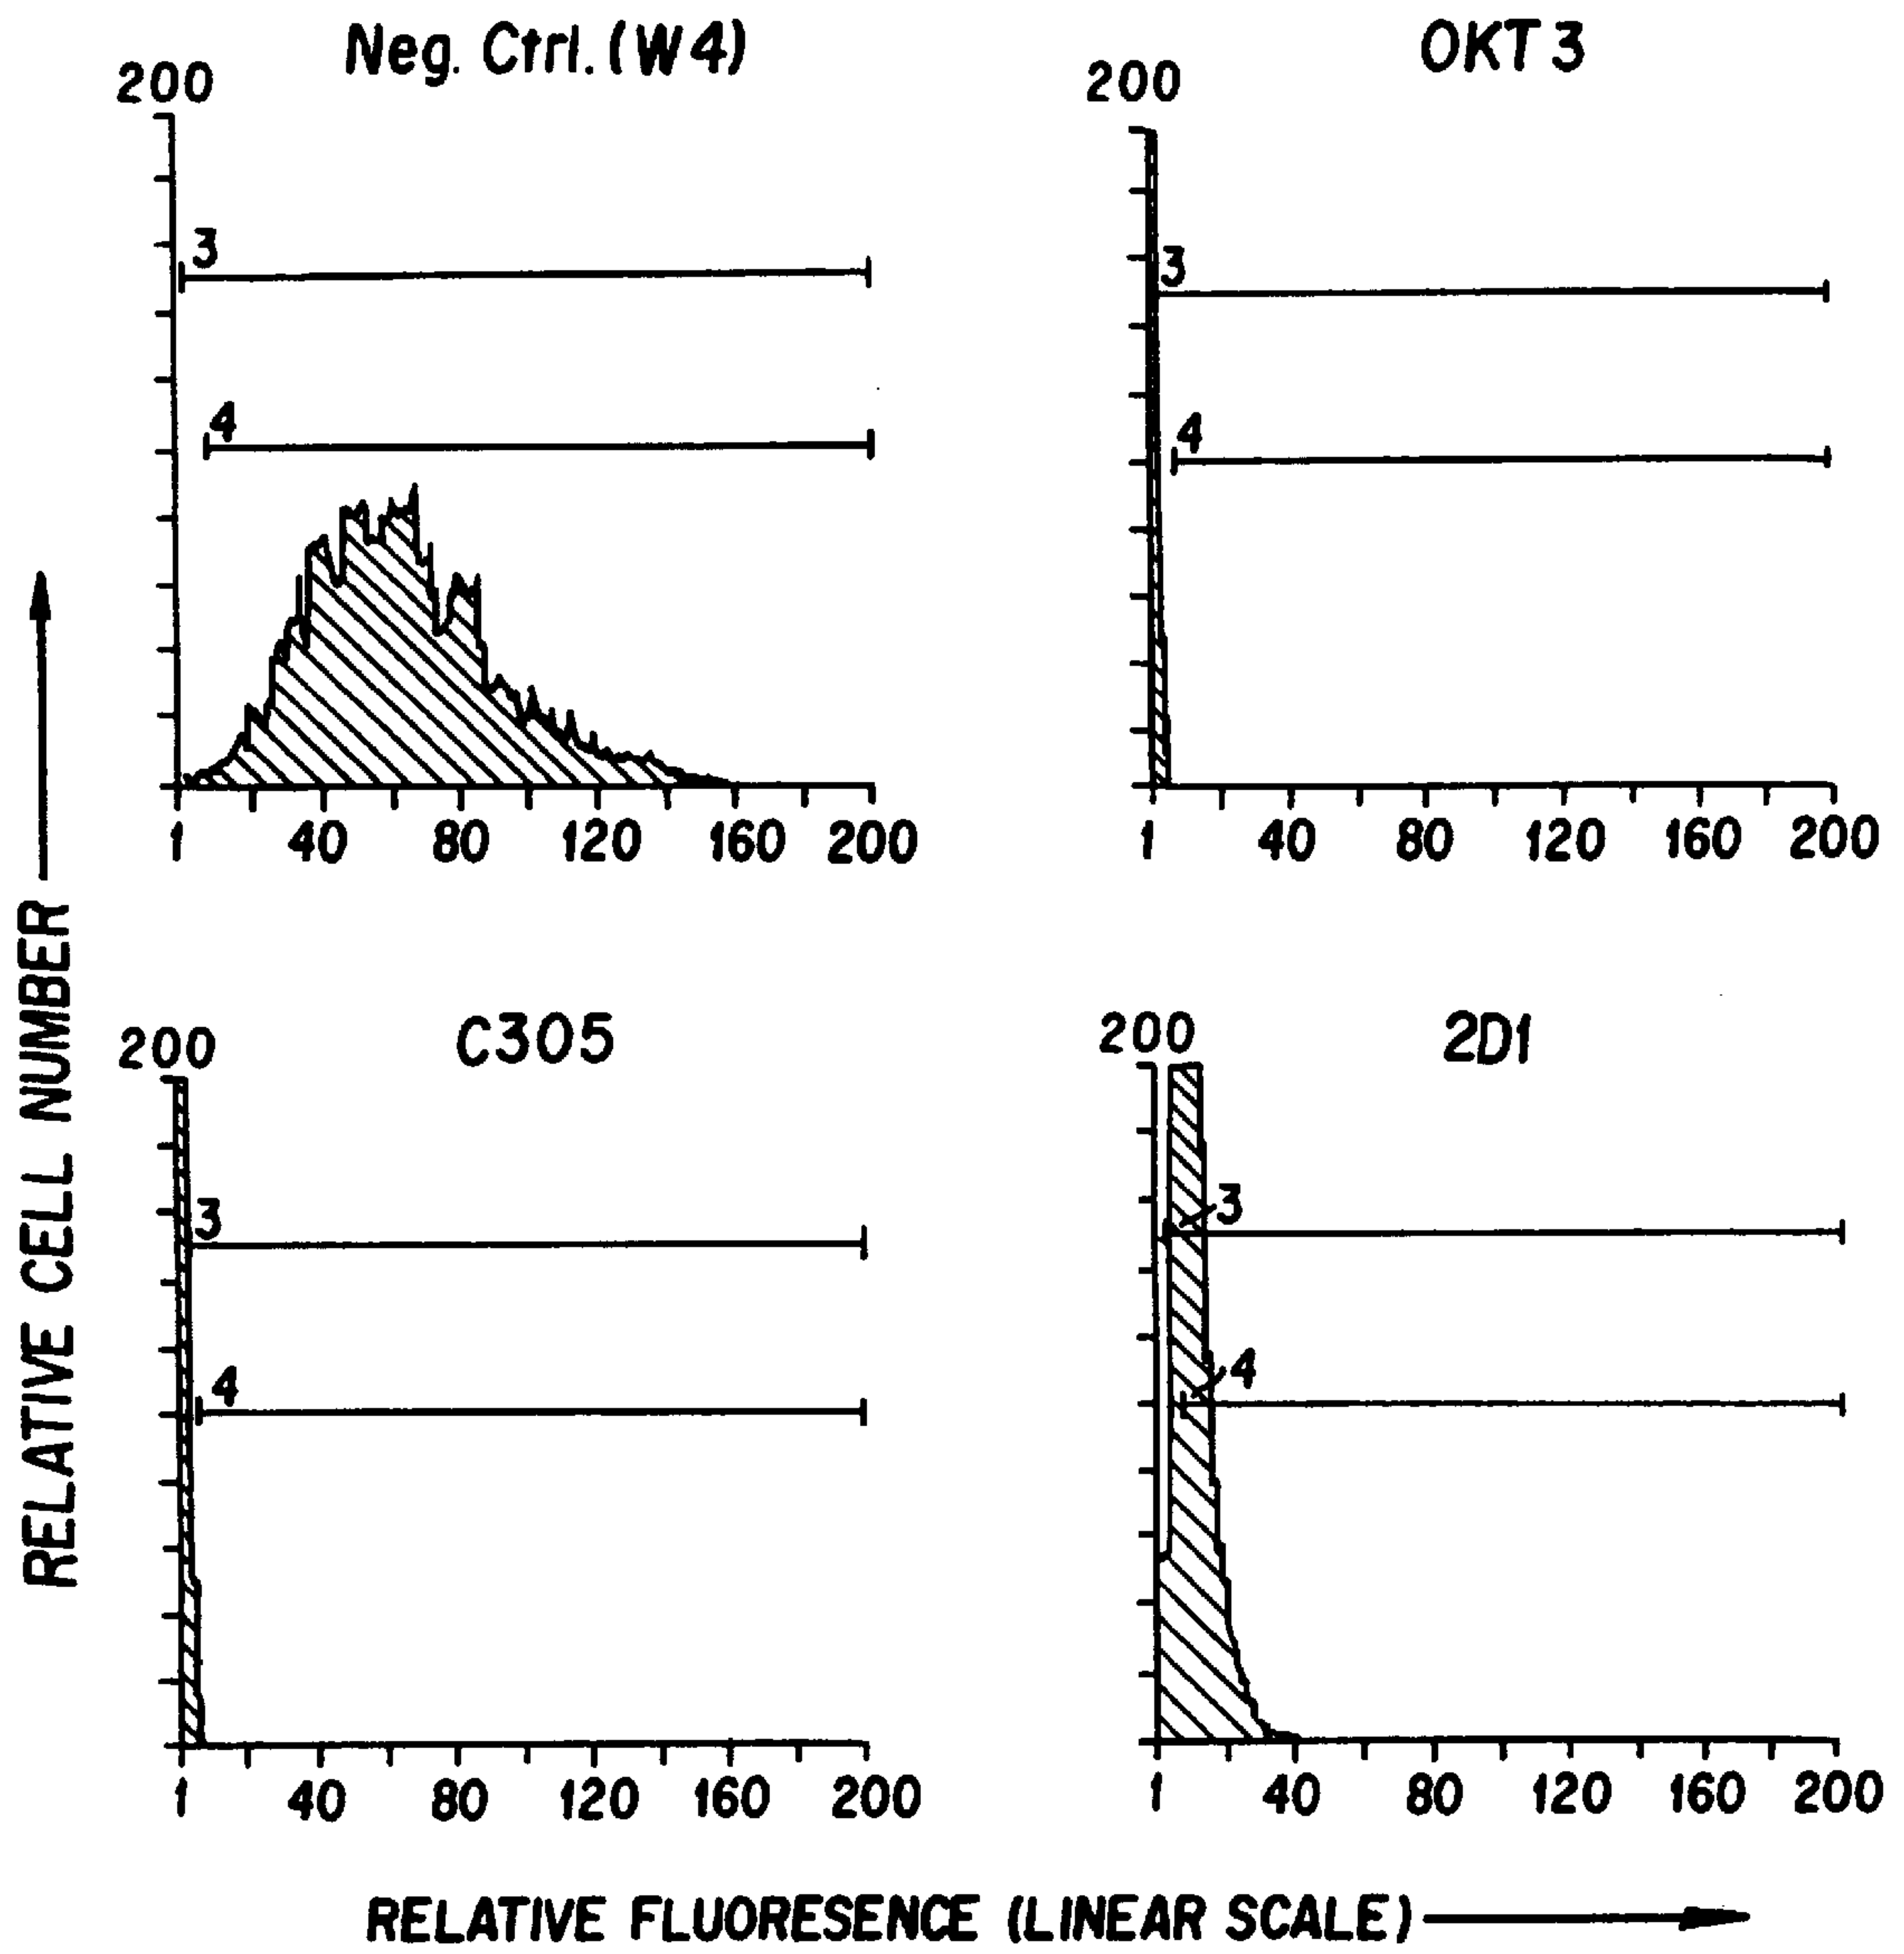 Neg. Ctrl. (W4)
200
3
4
1 40 80 120 160 200
OKT3
200
3
4
1 40 80 120 160 200
C305
200
3
4
1 40 80 120 160 200
2D1
200
3
4
1 40 80 120 160 200
RELATIVE CELL NUMBER
RELATIVE FLUORESENCE (LINEAR SCALE)